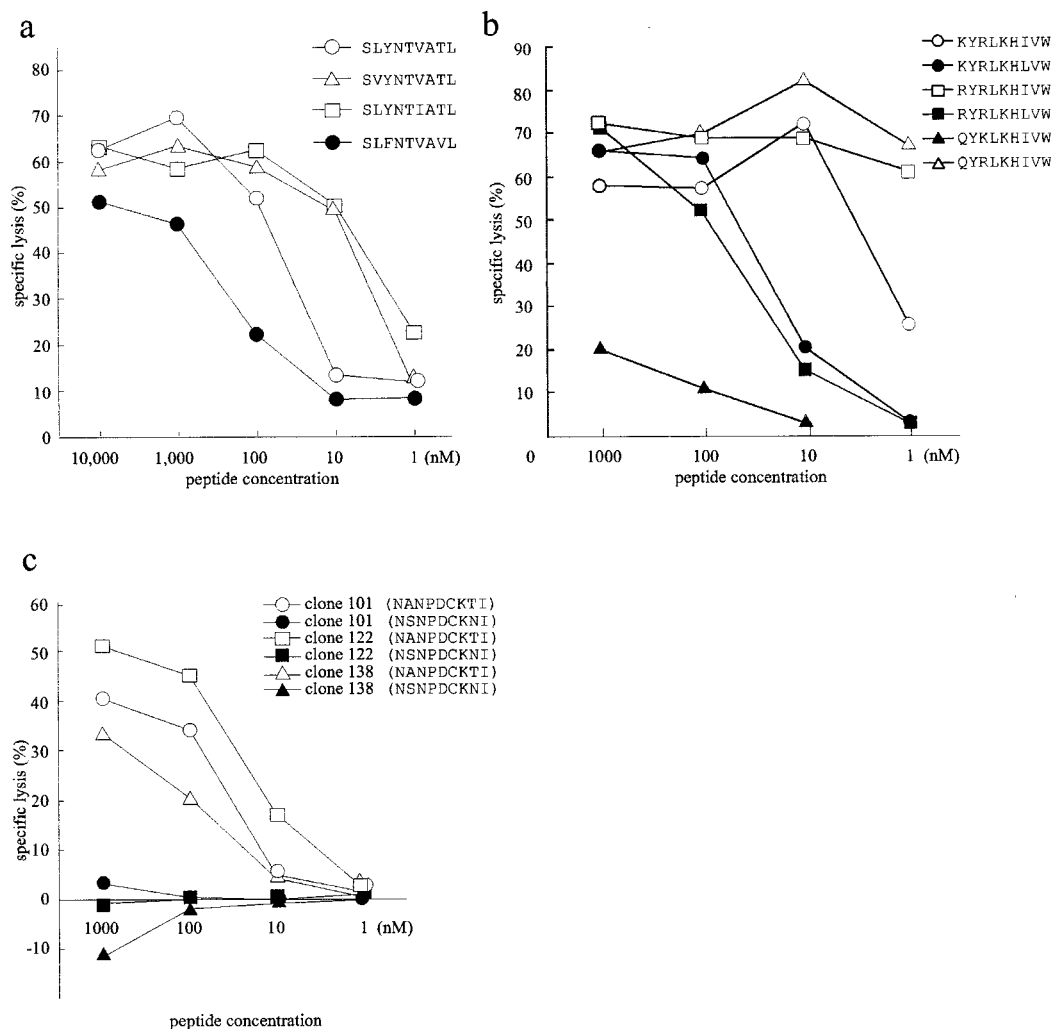 a
SLYNTVATL
SVYNTVATL
SLYNTIATL
SLFNTVAVL
specific lysis (%)
80
70
60
50
40
30
20
10
0
10,000 1,000 100 10 1 (nM)
peptide concentration
b
KYRLKHIVW
KYRLKHLVW
RYRLKHIVW
RYRLKHLVW
QYKLKHIVW
QYRLKHIVW
specific lysis (%)
90
80
70
60
50
40
30
20
10
0 1000 100 10 1 (nM)
peptide concentration
c
clone 101 (NANPDCKTI)
clone 101 (NSNPDCKNI)
clone 122 (NANPDCKTI)
clone 122 (NSNPDCKNI)
clone 138 (NANPDCKTI)
clone 138 (NSNPDCKNI)
specific lysis (%)
60
50
40
30
20
10
0
-10
1000 100 10 1 (nM)
peptide concentration